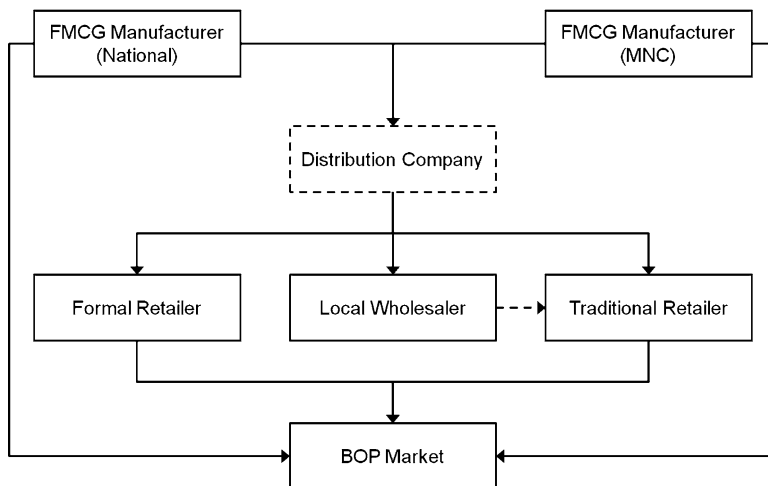 FMCG Manufacturer
(National)
FMCG Manufacturer
(MNC)
Distribution Company
Formal Retailer
Local Wholesaler
Traditional Retailer
BOP Market